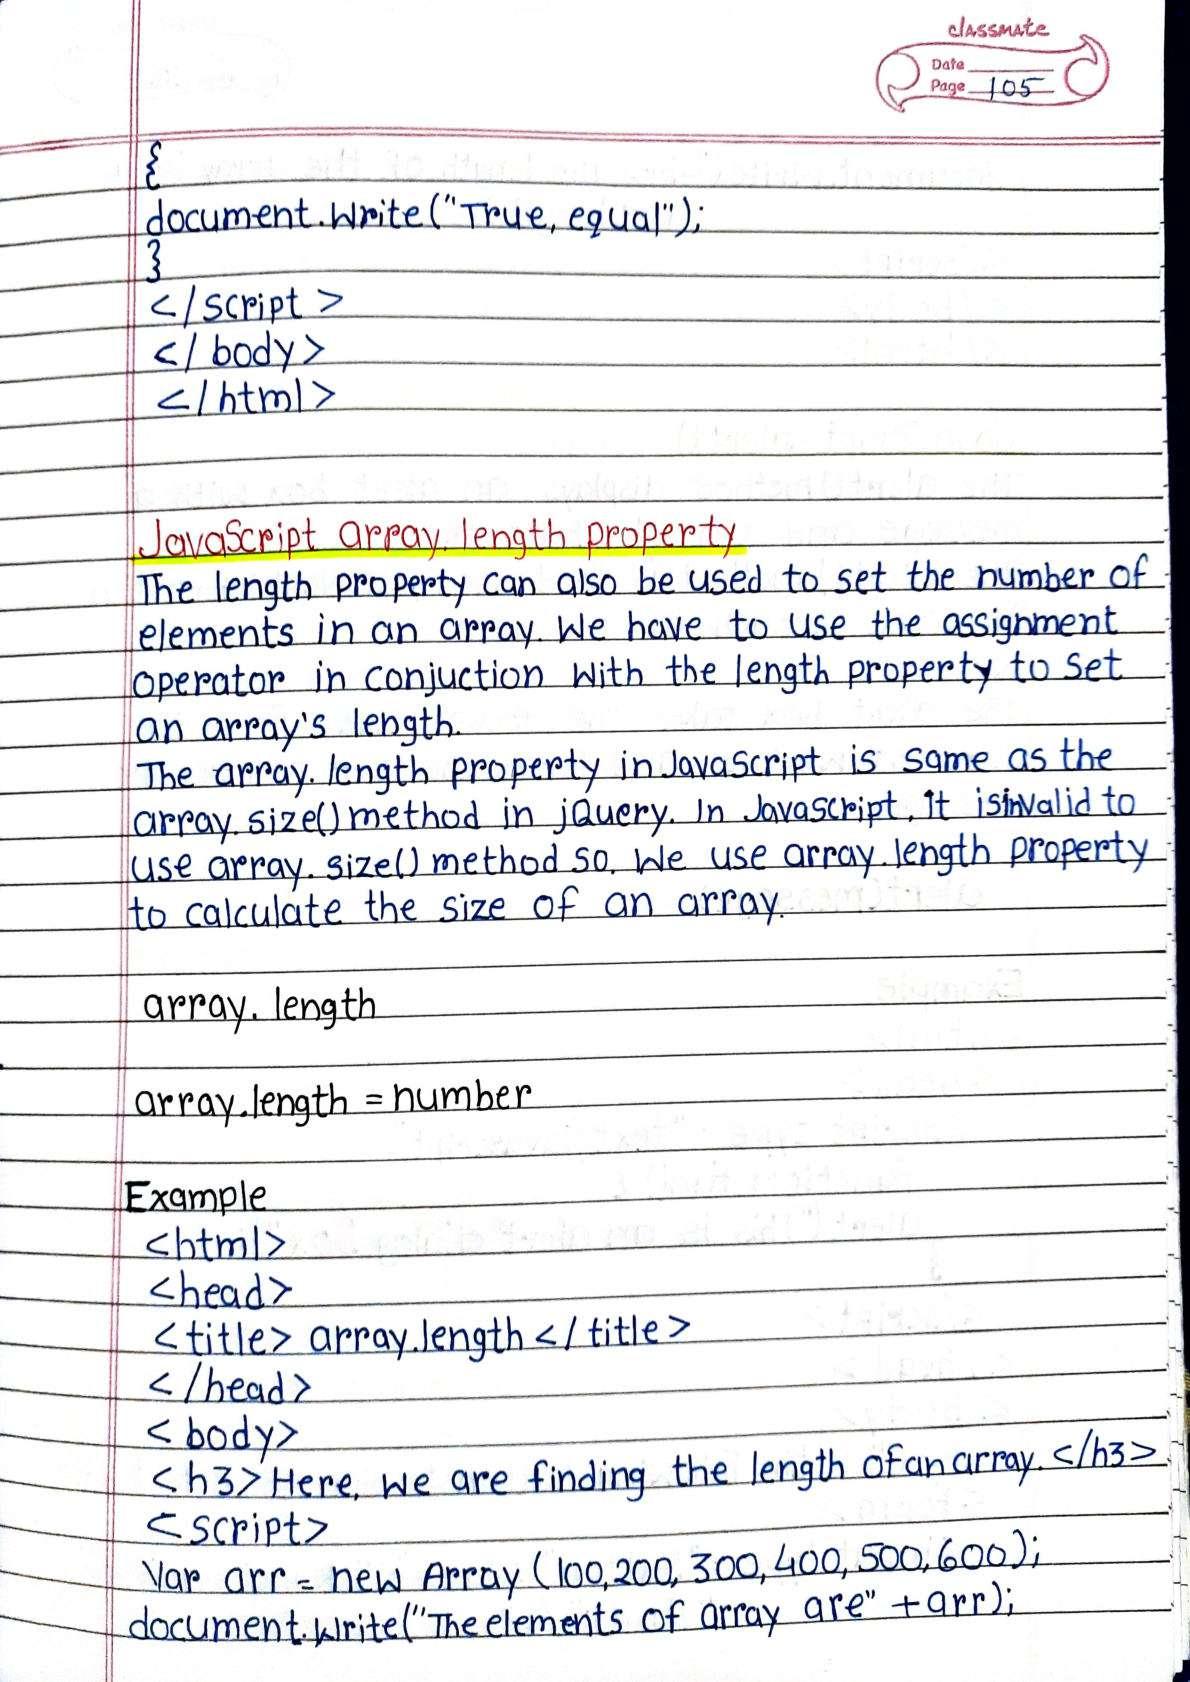 classmate
Date
Page 105
{
document.write("True, equal");
}
</script>
</body>
</html>
JavaScript array.length property
The length property can also be used to set the number of
elements in an array. We have to use the assignment
operator in conjuction with the length property to set
an array's length.
The array.length property in JavaScript is same as the
array.size() method in jQuery. In Javascript, it is invalid to
use array.size() method so, we use array.length property
to calculate the size of an array.
array.length
array.length = number
Example
<html>
<head>
<title> array.length </title>
</head>
<body>
<h3> Here, we are finding the length of an array. </h3>
<script>
Var arr = new Array (100,200,300,400,500,600);
document.write("The elements of array are" +arr);